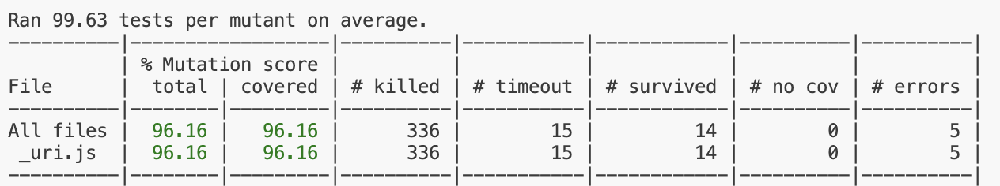 Ran 99.63 tests per mutant on average.
----------|------------------|----------|-----------|------------|----------|----------|
          | % Mutation score |          |           |            |          |          |
File      |  total | covered | # killed | # timeout | # survived | # no cov | # errors |
----------|--------|---------|----------|-----------|------------|----------|----------|
All files |  96.16 |   96.16 |      336 |        15 |         14 |        0 |        5 |
 _uri.js  |  96.16 |   96.16 |      336 |        15 |         14 |        0 |        5 |
----------|--------|---------|----------|-----------|------------|----------|----------|